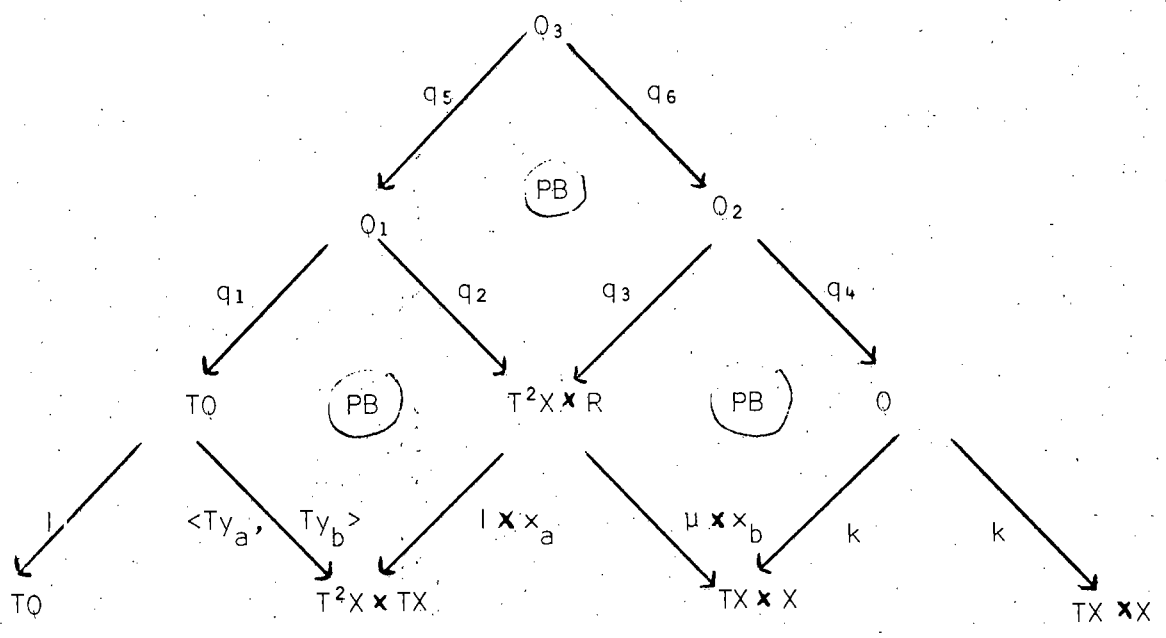 Q₃
q₅ q₆
PB
Q₁ Q₂
q₁ q₂ q₃ q₄
TQ PB T²X × R PB Q
1 <Ty_a, Ty_b> 1 × x_a μ × x_b k k
TQ T²X × TX TX × X TX × X